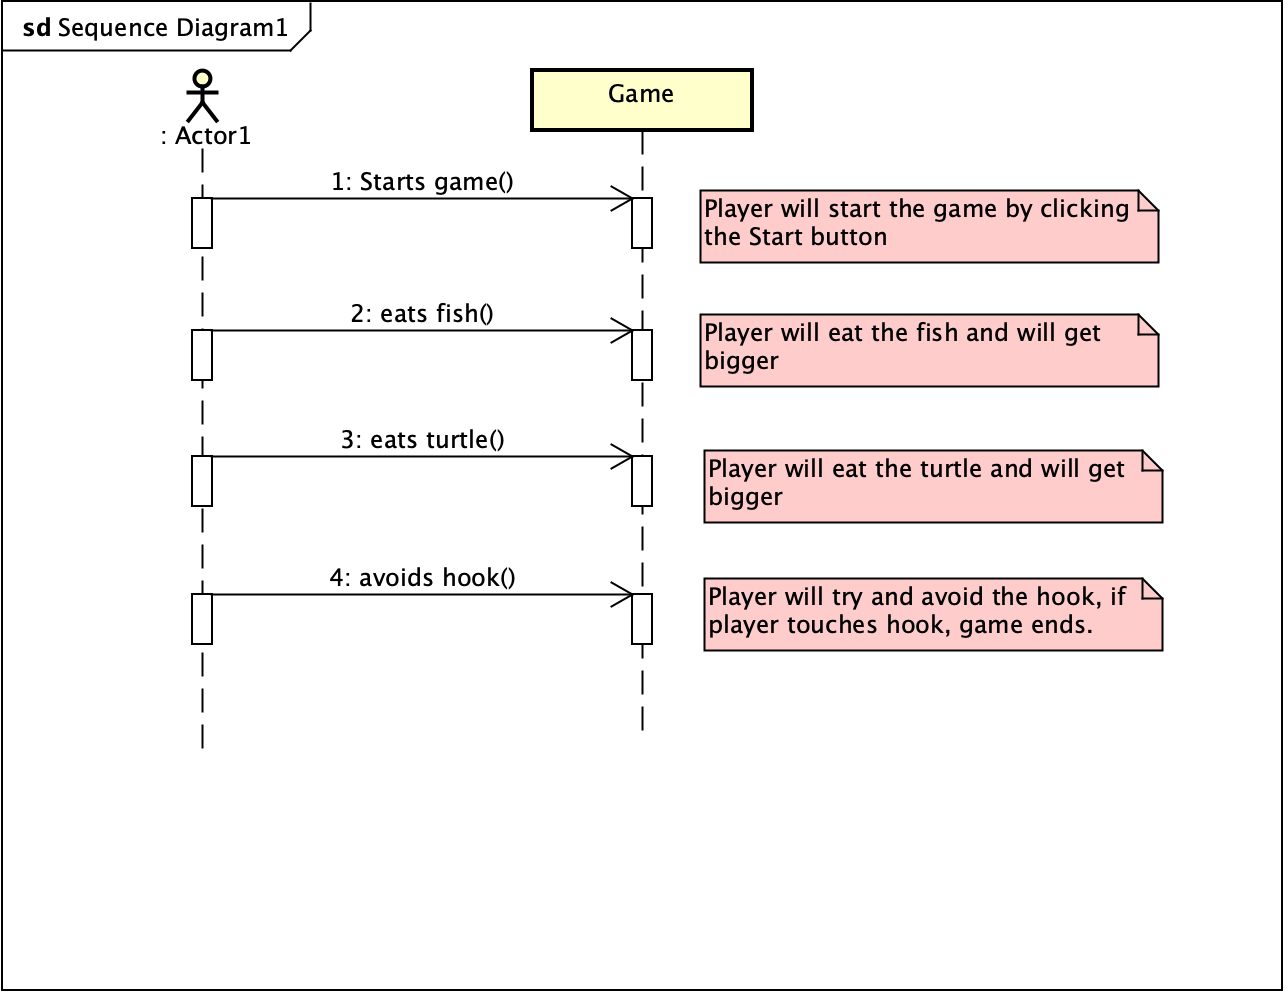 sd Sequence Diagram1
Game
: Actor1
1: Starts game()
Player will start the game by clicking
the Start button
2: eats fish()
Player will eat the fish and will get
bigger
3: eats turtle()
Player will eat the turtle and will get
bigger
4: avoids hook()
Player will try and avoid the hook, if
player touches hook, game ends.